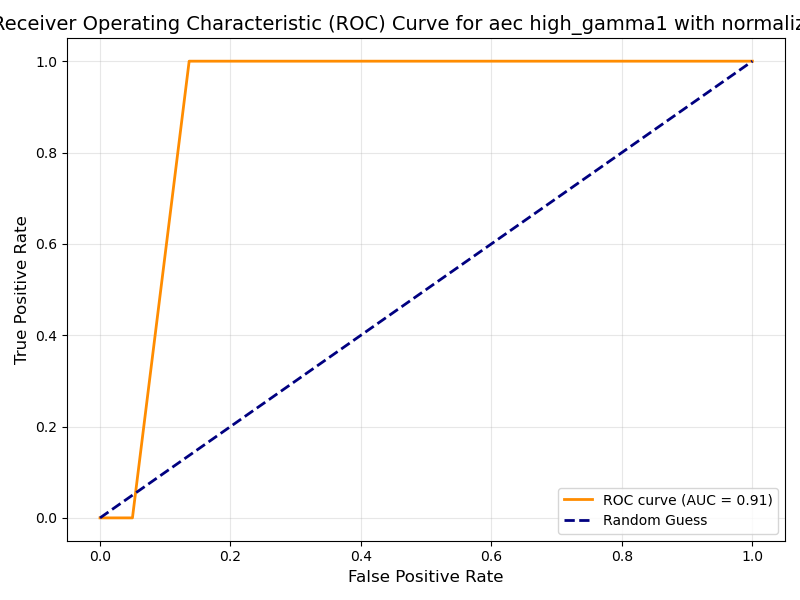 Receiver Operating Characteristic (ROC) Curve for aec high_gamma1 with
True Positive Rate
1.0
0.8
0.6
0.4
0.2
0.0
0.0 0.2 0.4 0.6 0.8 1.0
False Positive Rate
ROC curve (AUC = 0.91)
Random Guess